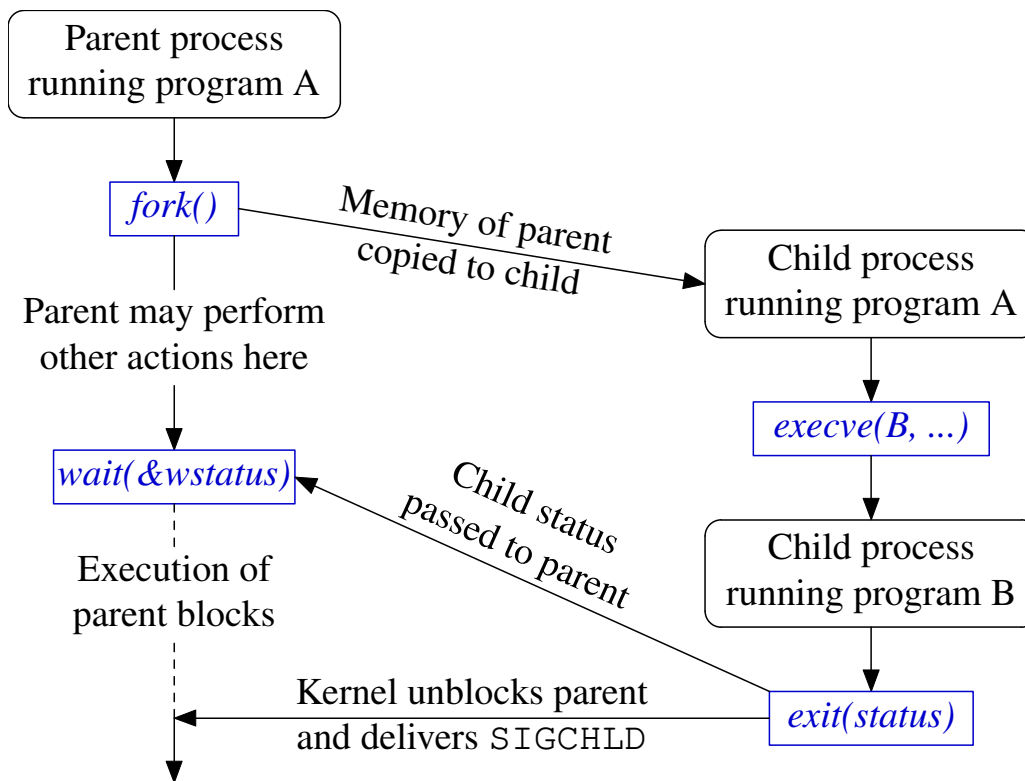 Parent process
running program A
fork()
Memory of parent
copied to child
Child process
running program A
Parent may perform
other actions here
execve(B, ...)
wait(&wstatus)
Child status
passed to parent
Child process
running program B
Execution of
parent blocks
Kernel unblocks parent
and delivers SIGCHLD
exit(status)